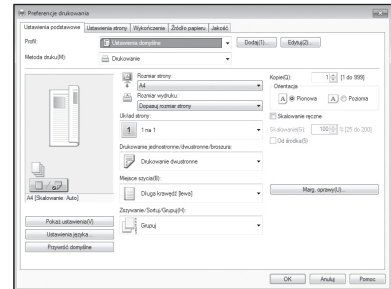 Preferencje drukowania
Ustawienia podstawowe Ustawienia strony Wykończenie Źródło papieru Jakość
Profil: Ustawienia domyślne Dodaj(1)... Edytuj(2)...
Metoda druku(M): Drukowanie
Rozmiar strony: Kopie(Q): 1 [1 do 999]
A4 Orientacja
Rozmiar wydruku: A Pionowa A Pozioma
Dopasuj rozmiar strony
Układ strony: Skalowanie ręczne
1 1 na 1 Skalowanie(S): 100 % [25 do 200]
Od środka(6)
Drukowanie jednostronne/dwustronne/broszura:
Drukowanie dwustronne
Miejsce szycia(B):
Długa krawędź [lewa] Marg. oprawy(U)...
A4 [Skalowanie: Auto]
Zszywanie/Sortuj/Grupuj(H):
Pokaż ustawienia(V) Grupuj
Ustawienia języka...
Przywróć domyślne
OK Anuluj Pomoc